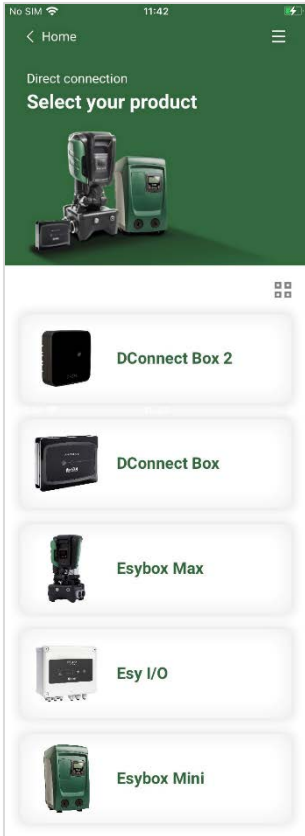 No SIM 11:42
Home
Direct connection
Select your product
DConnect Box 2
DConnect Box
Esybox Max
Esy I/O
Esybox Mini